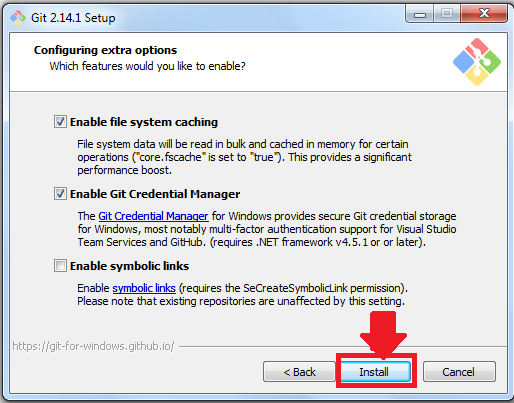 Git 2.14.1 Setup
Configuring extra options
Which features would you like to enable?
Enable file system caching
File system data will be read in bulk and cached in memory for certain
operations ("core.fscache" is set to "true"). This provides a significant
performance boost.
Enable Git Credential Manager
The Git Credential Manager for Windows provides secure Git credential storage
for Windows, most notably multi-factor authentication support for Visual Studio
Team Services and GitHub. (requires .NET framework v4.5.1 or or later).
Enable symbolic links
Enable symbolic links (requires the SeCreateSymbolicLink permission).
Please note that existing repositories are unaffected by this setting.
https://git-for-windows.github.io/
< Back
Install
Cancel